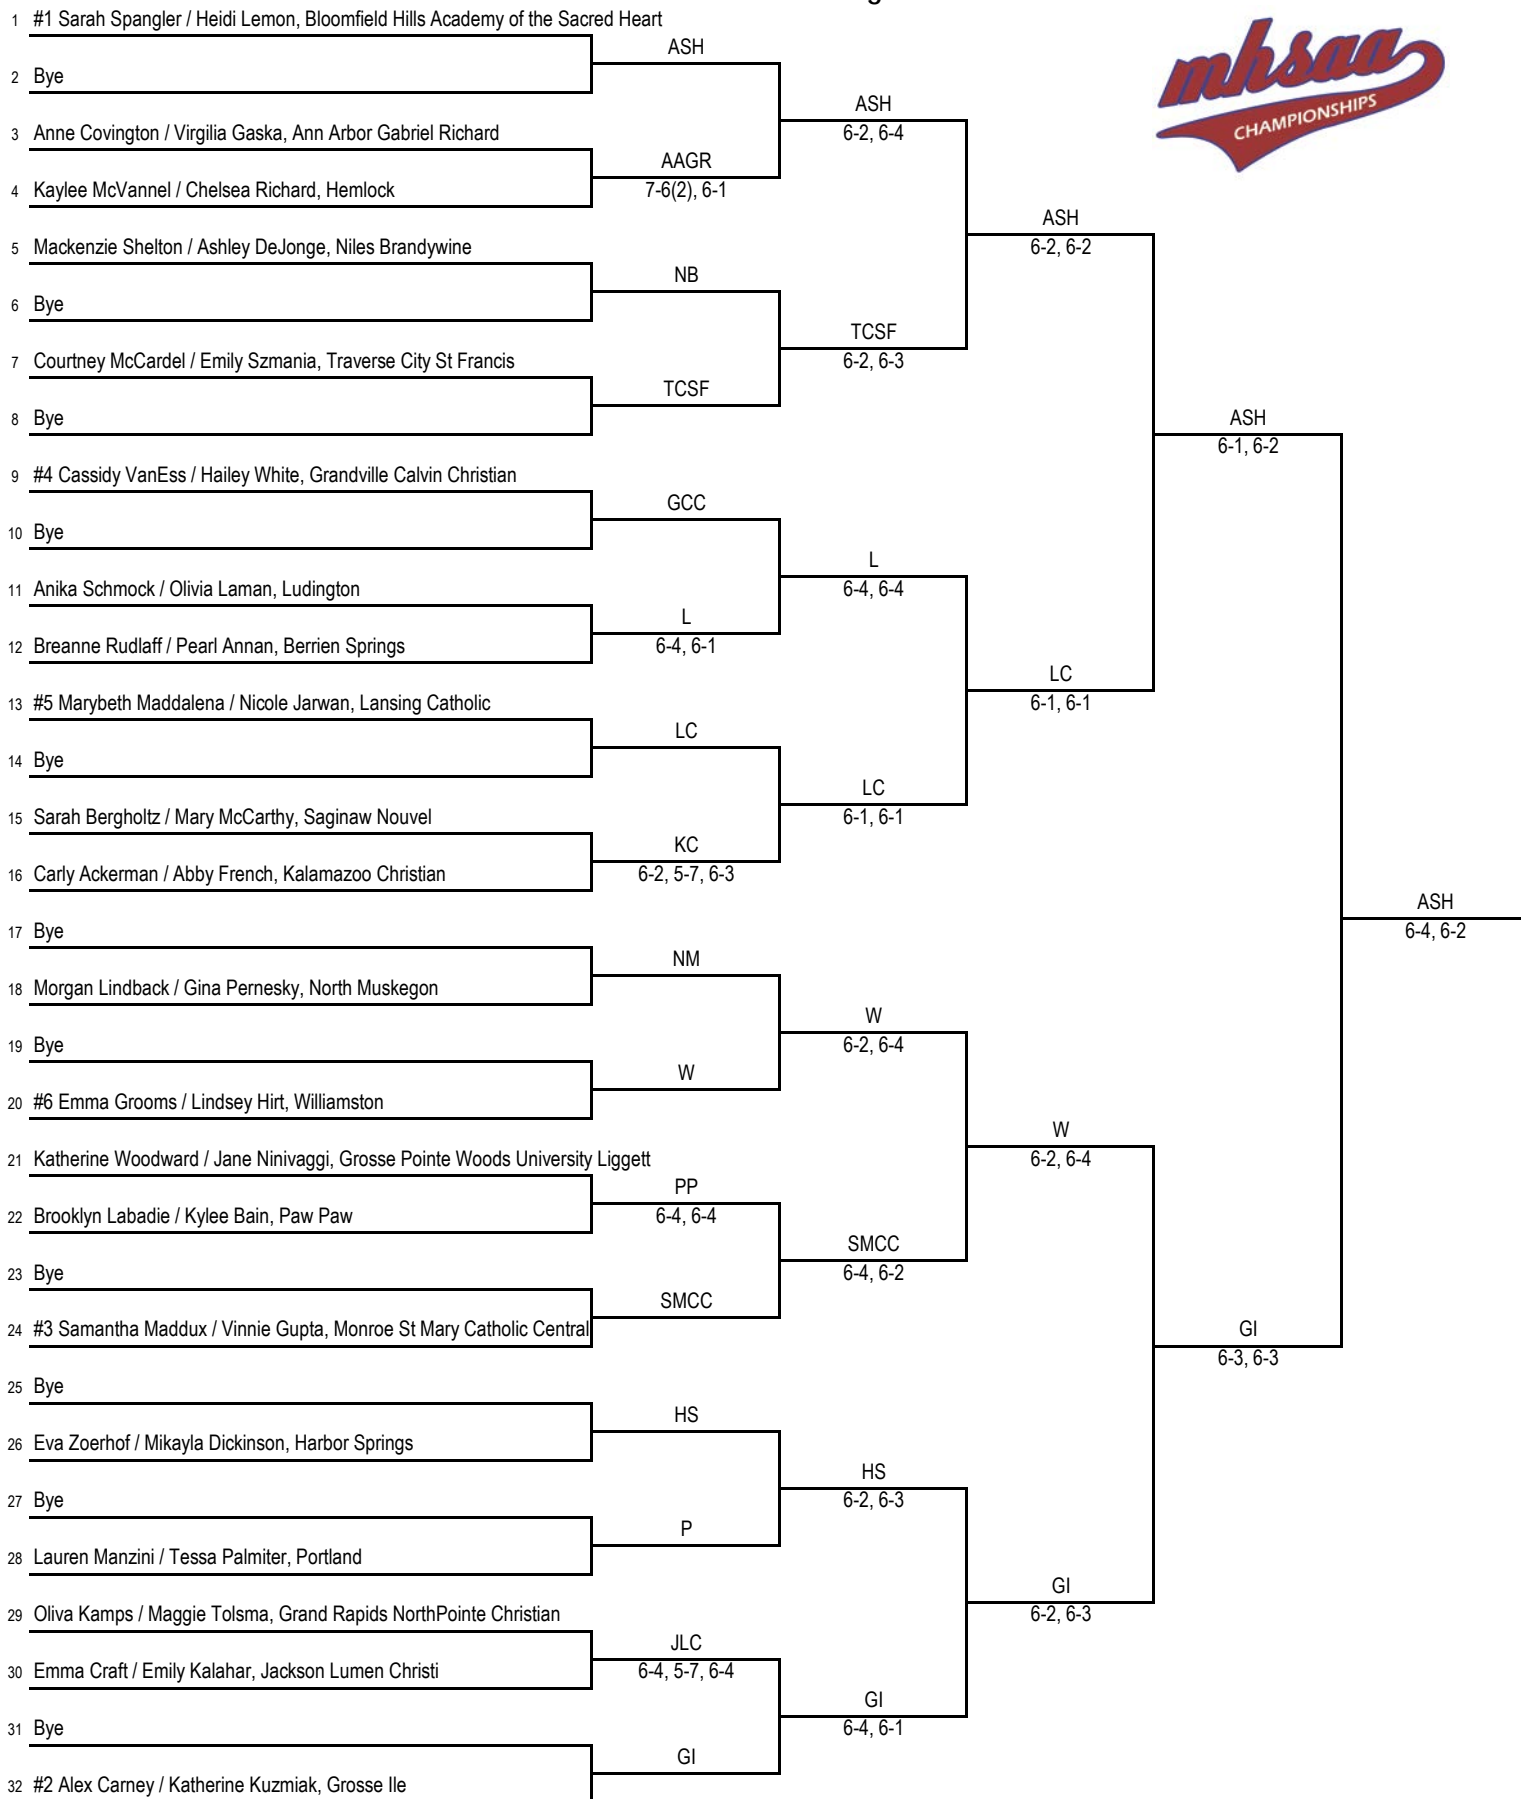 1 #1 Sarah Spangler / Heidi Lemon, Bloomfield Hills Academy of the Sacred Heart
mhsaa
CHAMPIONSHIPS
ASH
2 Bye
ASH
6-2, 6-4
3 Anne Covington / Virgilia Gaska, Ann Arbor Gabriel Richard
AAGR
7-6(2), 6-1
4 Kaylee McVannel / Chelsea Richard, Hemlock
ASH
6-2, 6-2
5 Mackenzie Shelton / Ashley DeJonge, Niles Brandywine
NB
6 Bye
TCSF
6-2, 6-3
7 Courtney McCardel / Emily Szmania, Traverse City St Francis
TCSF
8 Bye
ASH
6-1, 6-2
9 #4 Cassidy VanEss / Hailey White, Grandville Calvin Christian
GCC
10 Bye
L
6-4, 6-4
11 Anika Schmock / Olivia Laman, Ludington
L
6-4, 6-1
12 Breanne Rudlaff / Pearl Annan, Berrien Springs
LC
6-1, 6-1
13 #5 Marybeth Maddalena / Nicole Jarwan, Lansing Catholic
LC
14 Bye
LC
6-1, 6-1
15 Sarah Bergholtz / Mary McCarthy, Saginaw Nouvel
KC
6-2, 5-7, 6-3
16 Carly Ackerman / Abby French, Kalamazoo Christian
ASH
6-4, 6-2
17 Bye
NM
18 Morgan Lindback / Gina Pernesky, North Muskegon
W
6-2, 6-4
19 Bye
W
20 #6 Emma Grooms / Lindsey Hirt, Williamston
W
6-2, 6-4
21 Katherine Woodward / Jane Ninivaggi, Grosse Pointe Woods University Liggett
PP
6-4, 6-4
22 Brooklyn Labadie / Kylee Bain, Paw Paw
SMCC
6-4, 6-2
23 Bye
SMCC
24 #3 Samantha Maddux / Vinnie Gupta, Monroe St Mary Catholic Central
GI
6-3, 6-3
25 Bye
HS
26 Eva Zoerhof / Mikayla Dickinson, Harbor Springs
HS
6-2, 6-3
27 Bye
P
28 Lauren Manzini / Tessa Palmiter, Portland
GI
6-2, 6-3
29 Oliva Kamps / Maggie Tolsma, Grand Rapids NorthPointe Christian
JLC
6-4, 5-7, 6-4
30 Emma Craft / Emily Kalahar, Jackson Lumen Christi
GI
6-4, 6-1
31 Bye
GI
32 #2 Alex Carney / Katherine Kuzmiak, Grosse Ile